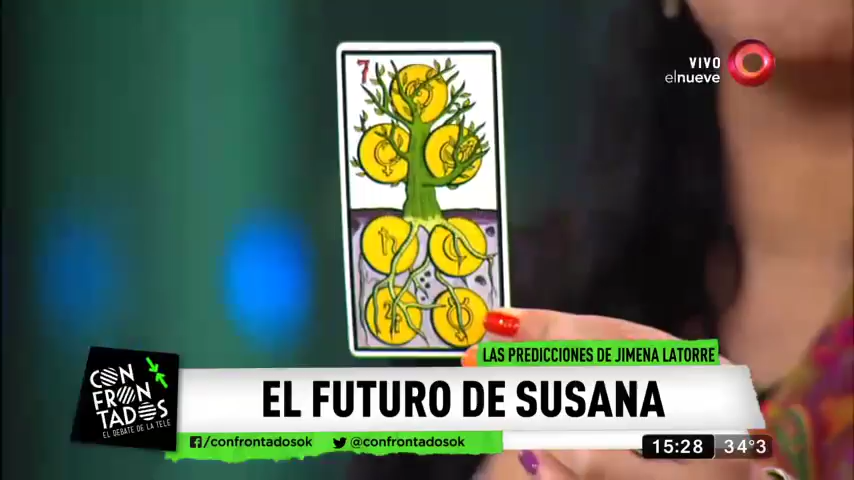 7
VIVO
elnueve
LAS PREDICCIONES DE JIMENA LATORRE
EL FUTURO DE SUSANA
CON
FRON
TADOS
EL DEBATE DE LA TELE
/confrontadosok
@confrontadosok
15:28
34°3